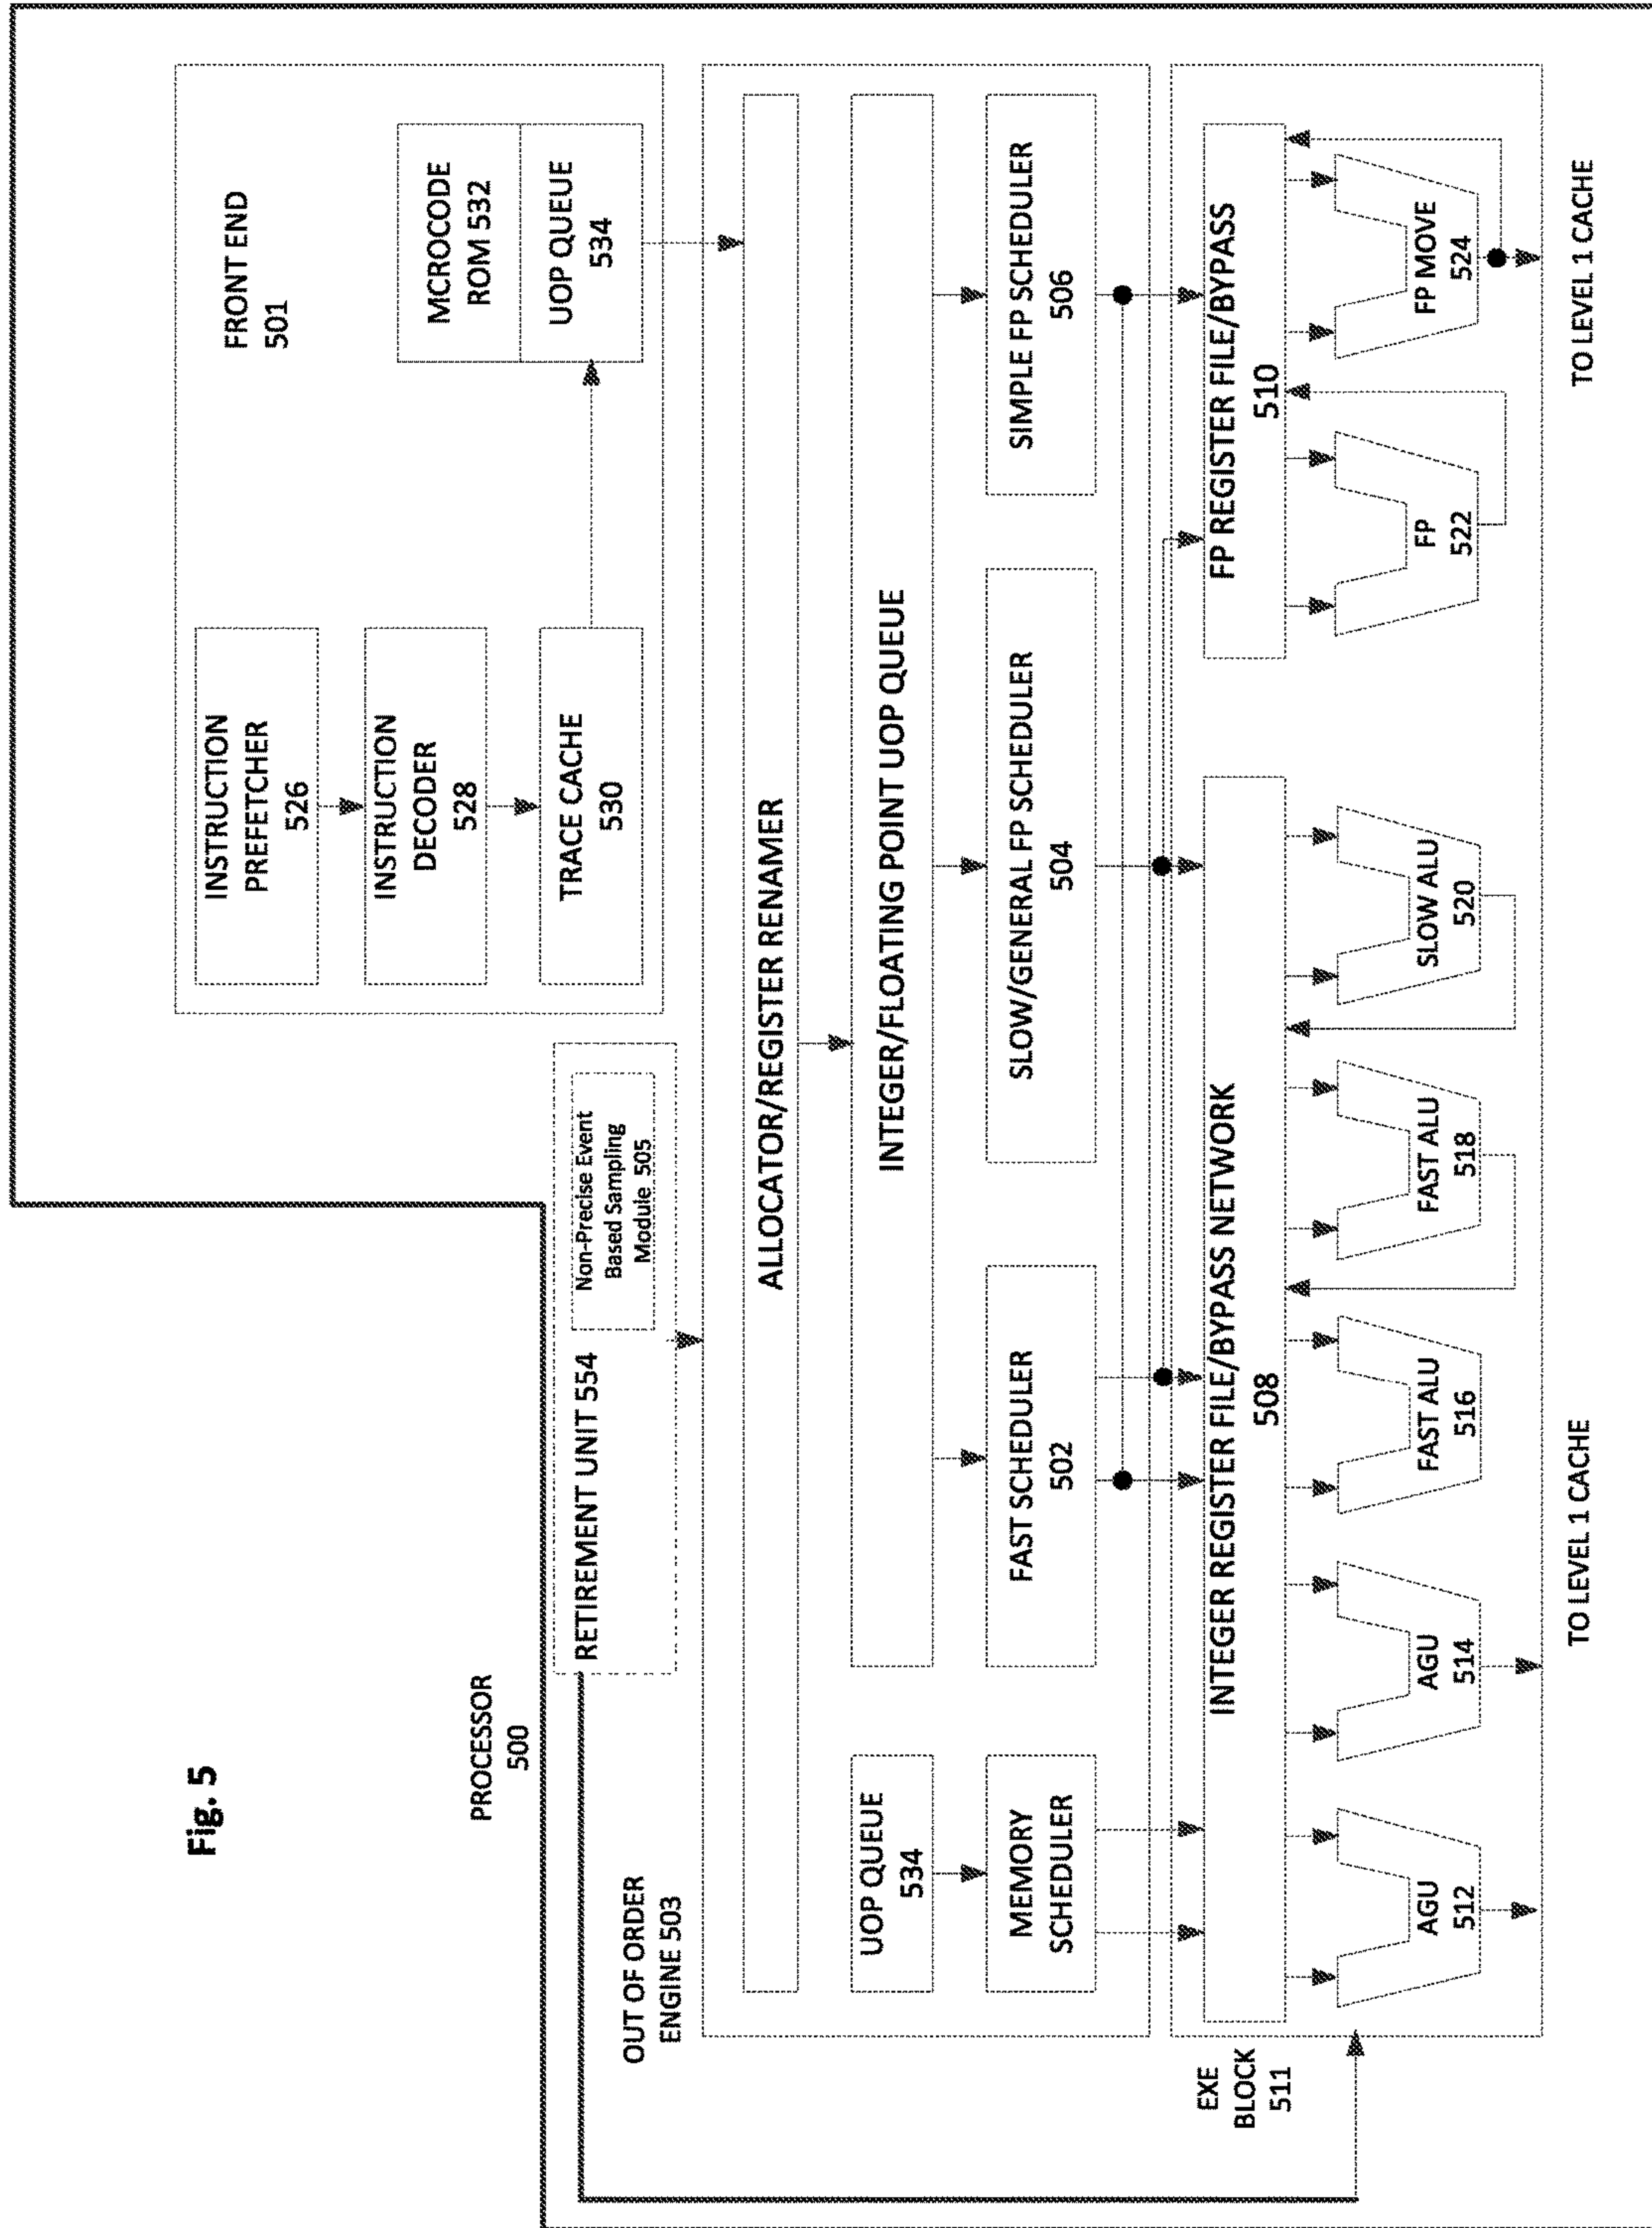 Fig. 5
PROCESSOR
500
FRONT END
501
INSTRUCTION
PREFETCHER
526
INSTRUCTION
DECODER
528
TRACE CACHE
530
MCROCODE
ROM 532
UOP QUEUE
534
RETIREMENT UNIT 554
Non-Precise Event
Based Sampling
Module 505
OUT OF ORDER
ENGINE 503
ALLOCATOR/REGISTER RENAMER
UOP QUEUE
534
INTEGER/FLOATING POINT UOP QUEUE
MEMORY
SCHEDULER
FAST SCHEDULER
502
SLOW/GENERAL FP SCHEDULER
504
SIMPLE FP SCHEDULER
506
EXE
BLOCK
511
INTEGER REGISTER FILE/BYPASS NETWORK
508
FP REGISTER FILE/BYPASS
510
AGU
512
AGU
514
FAST ALU
516
FAST ALU
518
SLOW ALU
520
FP
522
FP MOVE
524
TO LEVEL 1 CACHE
TO LEVEL 1 CACHE